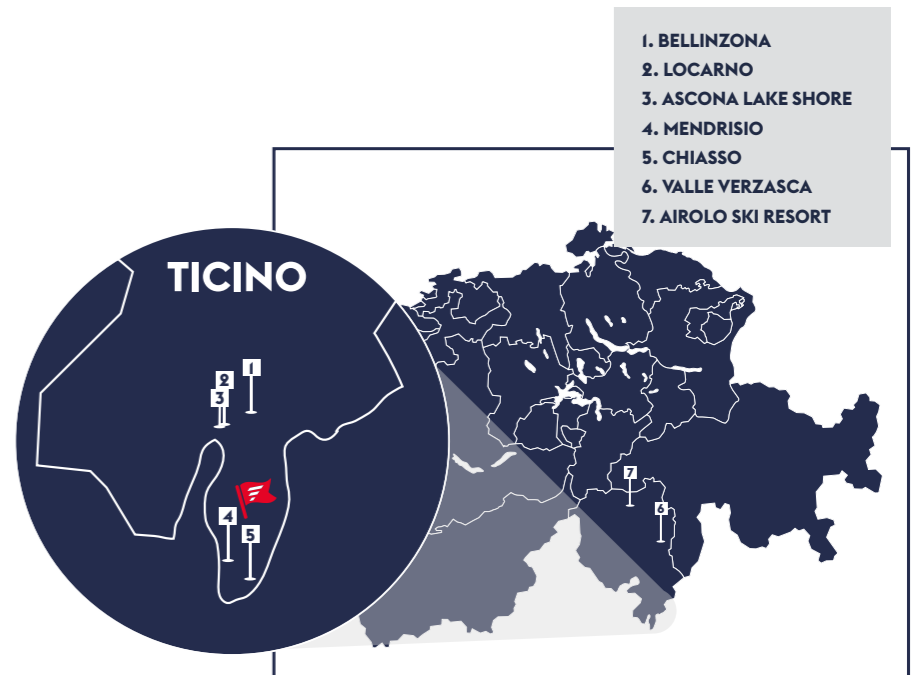 1. BELLINZONA
2. LOCARNO
3. ASCONA LAKE SHORE
4. MENDRISIO
5. CHIASSO
6. VALLE VERZASCA
7. AIROLO SKI RESORT
TICINO
1
2
3
4
5
7
6